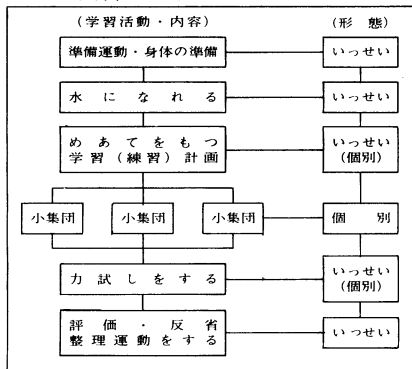 （学習活動・内容） （形態）
準備運動・身体の準備 いっせい
水になれる いっせい
めあてをもつ
学習（練習）計画
いっせい
（個別）
小集団 小集団 小集団 個別
力試しをする
いっせい
（個別）
評価・反省
整理運動をする
いっせい